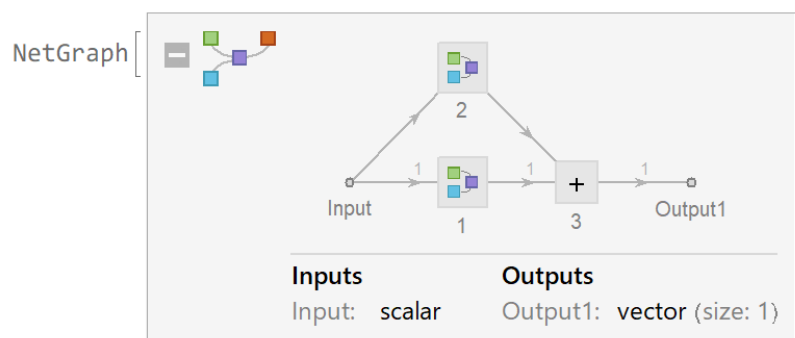 NetGraph
2
1 1 1
+
Input Output1
1 3
Inputs Outputs
Input: scalar Output1: vector (size: 1)